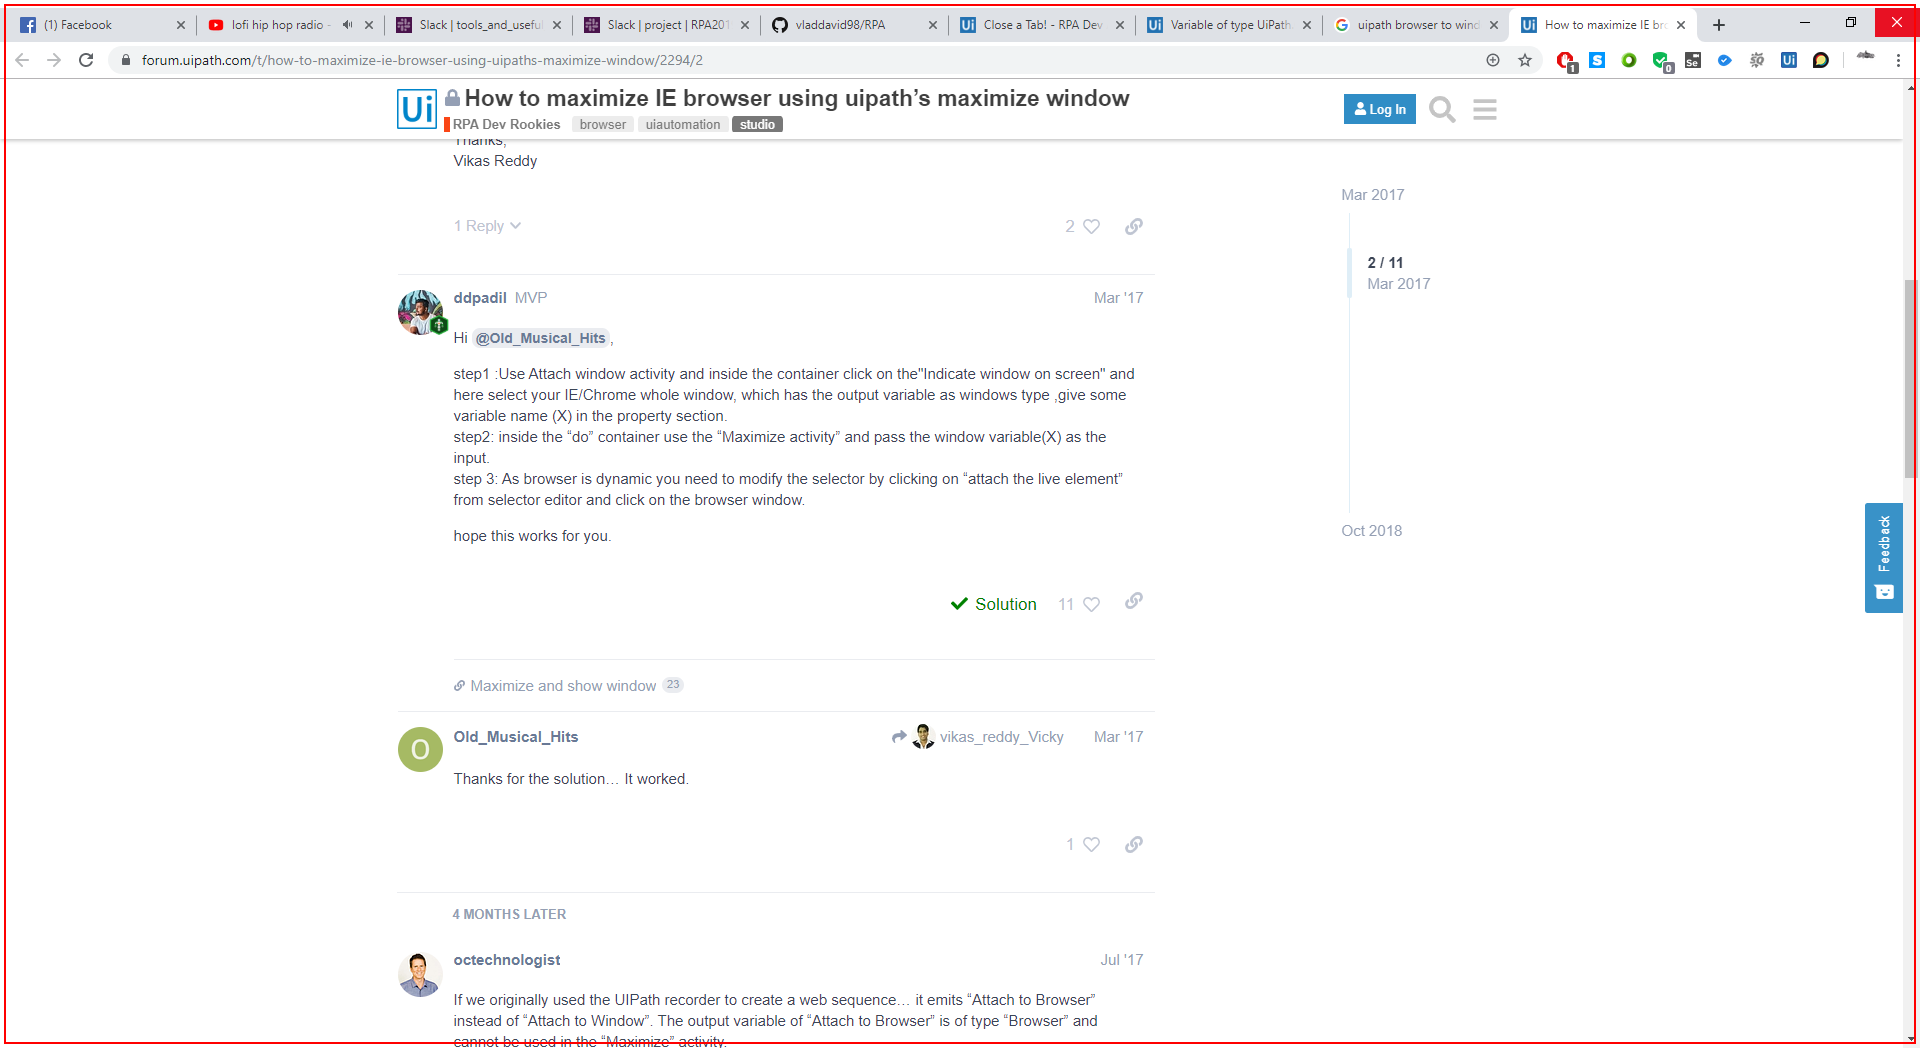 (1) Facebook
lofi hip hop radio -
Slack | tools_and_usefu
Slack | project | RPA201
vladdavid98/RPA
Close a Tab! - RPA Dev
Variable of type UiPath.
uipath browser to wind
How to maximize IE bro
forum.uipath.com/t/how-to-maximize-ie-browser-using-uipaths-maximize-window/2294/2
1
0
Se
Ui
Ui
How to maximize IE browser using uipath’s maximize window
RPA Dev Rookies browser uiautomation studio
Log In
Thanks,
Vikas Reddy
1 Reply
2
Mar 2017
2 / 11
Mar 2017
Oct 2018
ddpadil MVP
Mar '17
Hi @Old_Musical_Hits,
step1 :Use Attach window activity and inside the container click on the"Indicate window on screen" and
here select your IE/Chrome whole window, which has the output variable as windows type ,give some
variable name (X) in the property section.
step2: inside the “do” container use the “Maximize activity” and pass the window variable(X) as the
input.
step 3: As browser is dynamic you need to modify the selector by clicking on “attach the live element”
from selector editor and click on the browser window.
hope this works for you.
Feedback
Solution 11
Maximize and show window 23
O
Old_Musical_Hits
vikas_reddy_Vicky
Mar '17
Thanks for the solution… It worked.
1
4 MONTHS LATER
octechnologist
Jul '17
If we originally used the UIPath recorder to create a web sequence… it emits “Attach to Browser”
instead of “Attach to Window”. The output variable of “Attach to Browser” is of type “Browser” and
cannot be used in the “Maximize” activity.